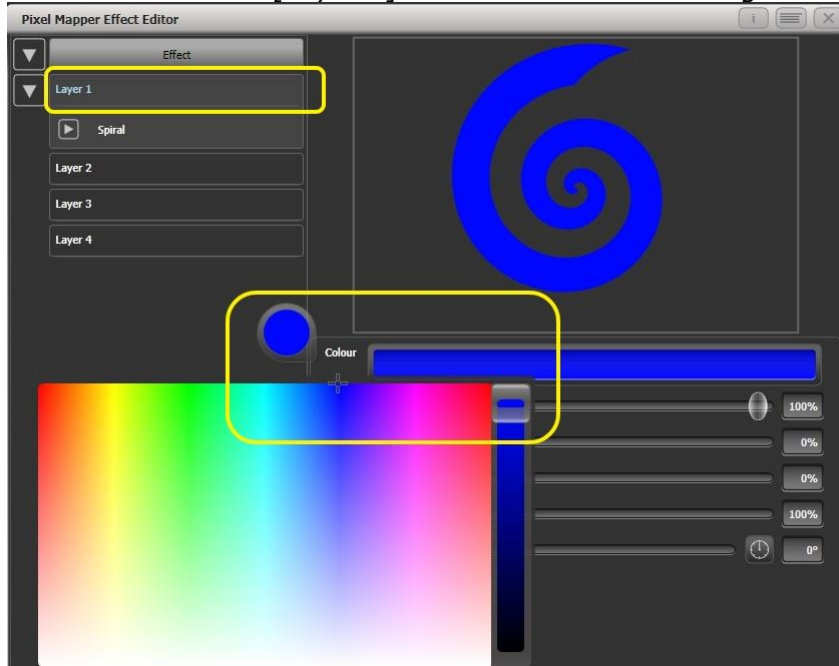 Pixel Mapper Effect Editor
Effect
Layer 1
Spiral
Layer 2
Layer 3
Layer 4
Colour
100%
0%
0%
100%
0°